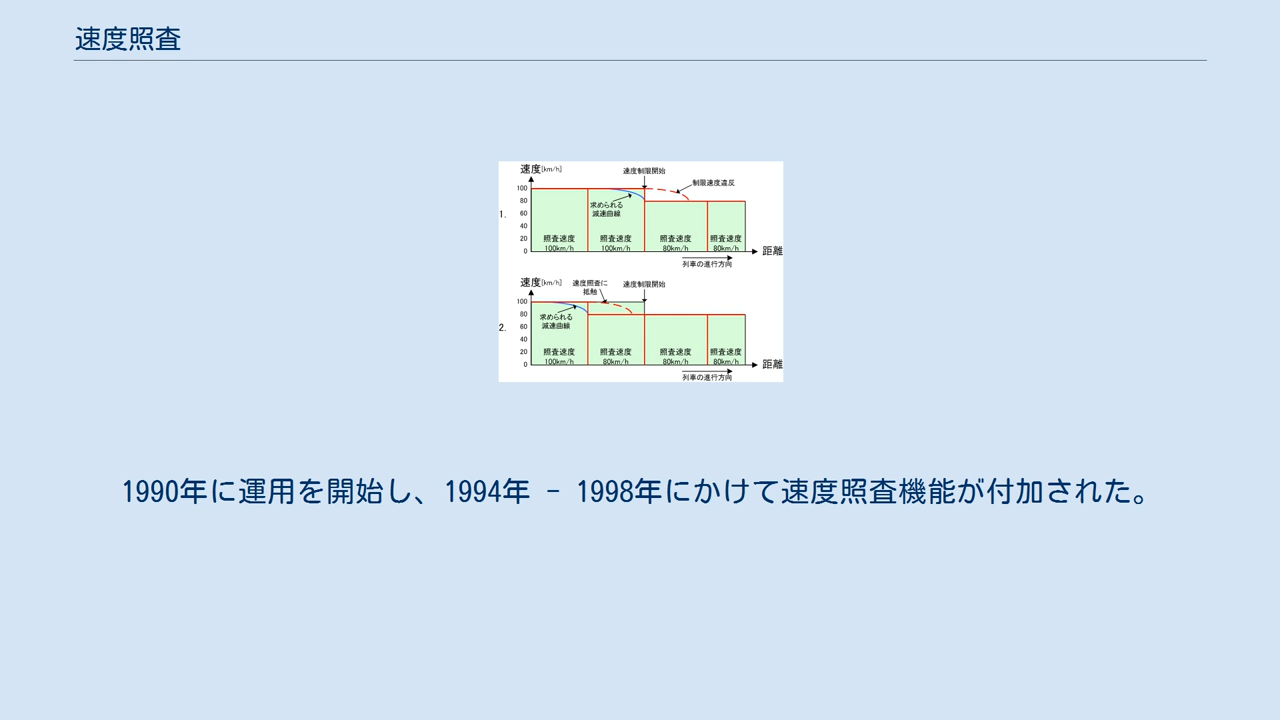 速度照査
速度[km/h]
速度制限開始
制限速度違反
100
80
60
40
20
0
1.
求められる
減速曲線
照査速度
100km/h
照査速度
100km/h
照査速度
80km/h
照査速度
80km/h
距離
列車の進行方向
速度[km/h]
速度照査に
抵触
速度制限開始
100
80
60
40
20
0
2.
求められる
減速曲線
照査速度
100km/h
照査速度
80km/h
照査速度
80km/h
照査速度
80km/h
距離
列車の進行方向
1990年に運用を開始し、1994年 - 1998年にかけて速度照査機能が付加された。